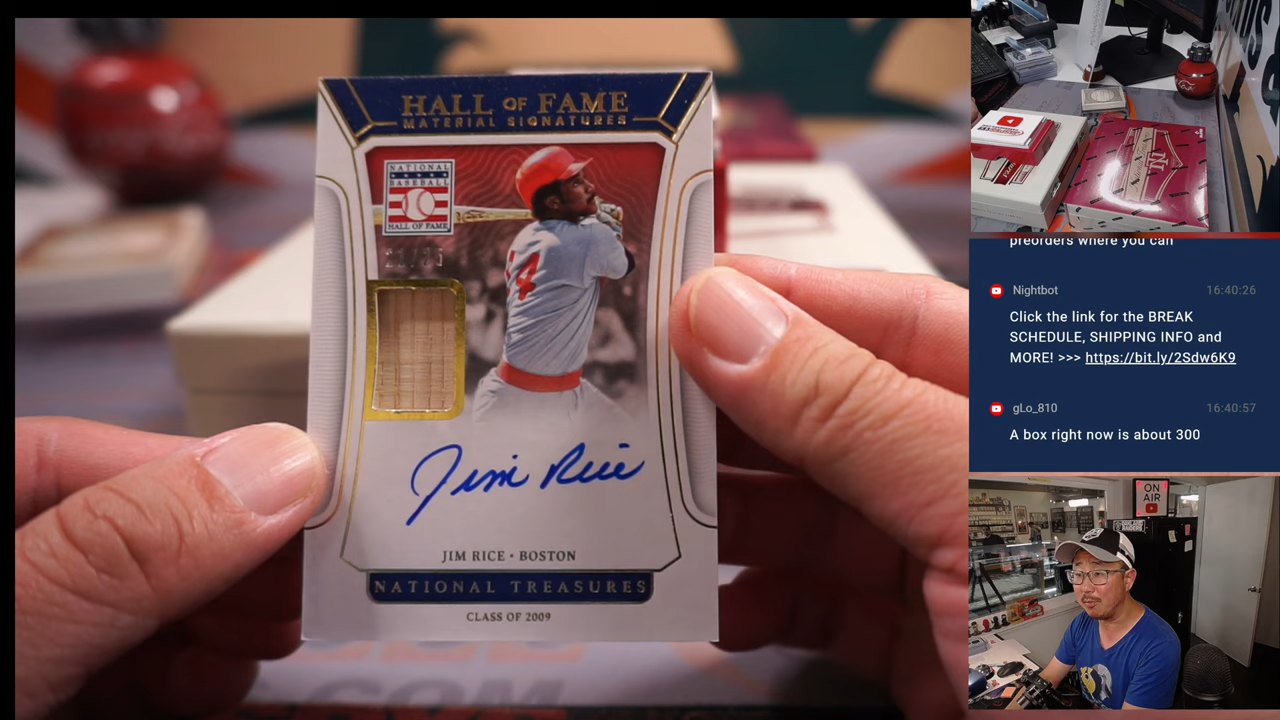 HALL OF FAME
MATERIAL SIGNATURES
NATIONAL
BASEBALL
HALL OF FAME
14
Jim Rice
JIM RICE • BOSTON
NATIONAL TREASURES
CLASS OF 2009
preorders where you can
Nightbot 16:40:26
Click the link for the BREAK
SCHEDULE, SHIPPING INFO and
MORE! >>> https://bit.ly/2Sdw6K9
gLo_810 16:40:57
A box right now is about 300
ON
AIR